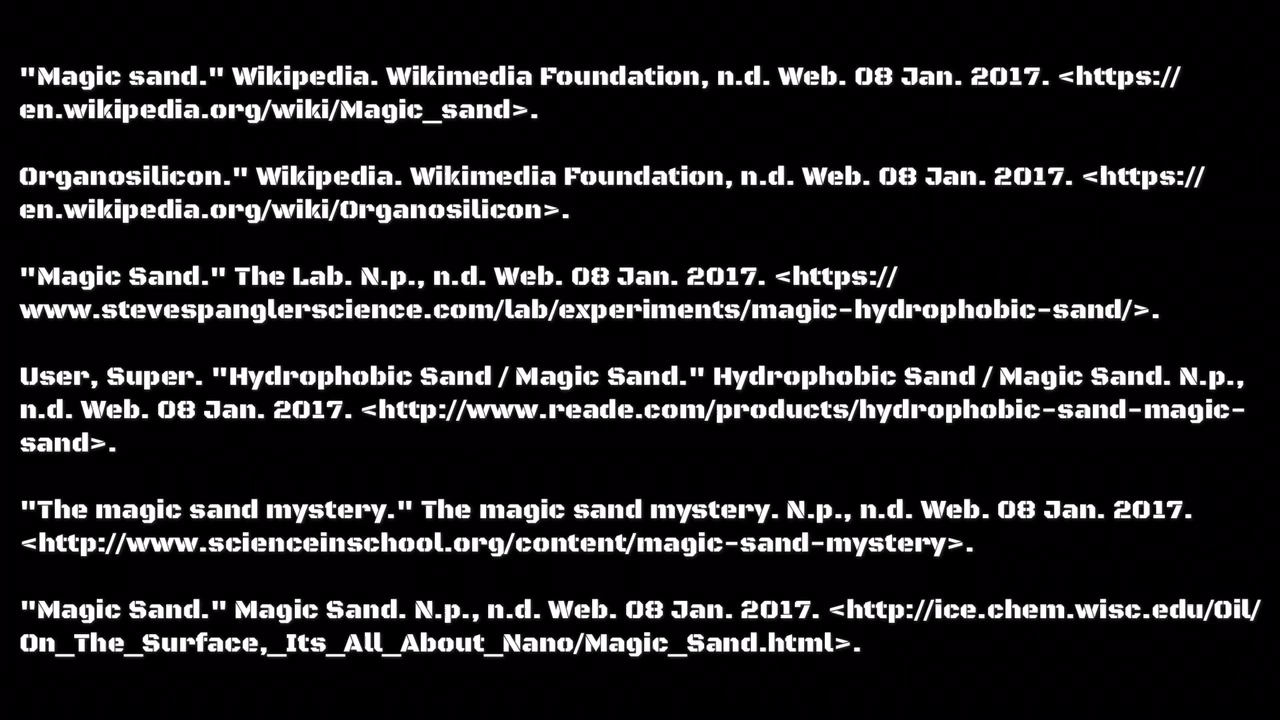 "Magic sand." Wikipedia. Wikimedia Foundation, n.d. Web. 08 Jan. 2017. <https://
en.wikipedia.org/wiki/Magic_sand>.
Organosilicon." Wikipedia. Wikimedia Foundation, n.d. Web. 08 Jan. 2017. <https://
en.wikipedia.org/wiki/Organosilicon>.
"Magic Sand." The Lab. N.p., n.d. Web. 08 Jan. 2017. <https://
www.stevespanglerscience.com/lab/experiments/magic-hydrophobic-sand/>.
User, Super. "Hydrophobic Sand / Magic Sand." Hydrophobic Sand / Magic Sand. N.p.,
n.d. Web. 08 Jan. 2017. <http://www.reade.com/products/hydrophobic-sand-magic-
sand>.
"The magic sand mystery." The magic sand mystery. N.p., n.d. Web. 08 Jan. 2017.
<http://www.scienceinschool.org/content/magic-sand-mystery>.
"Magic Sand." Magic Sand. N.p., n.d. Web. 08 Jan. 2017. <http://ice.chem.wisc.edu/Oil/
On_The_Surface,_Its_All_About_Nano/Magic_Sand.html>.